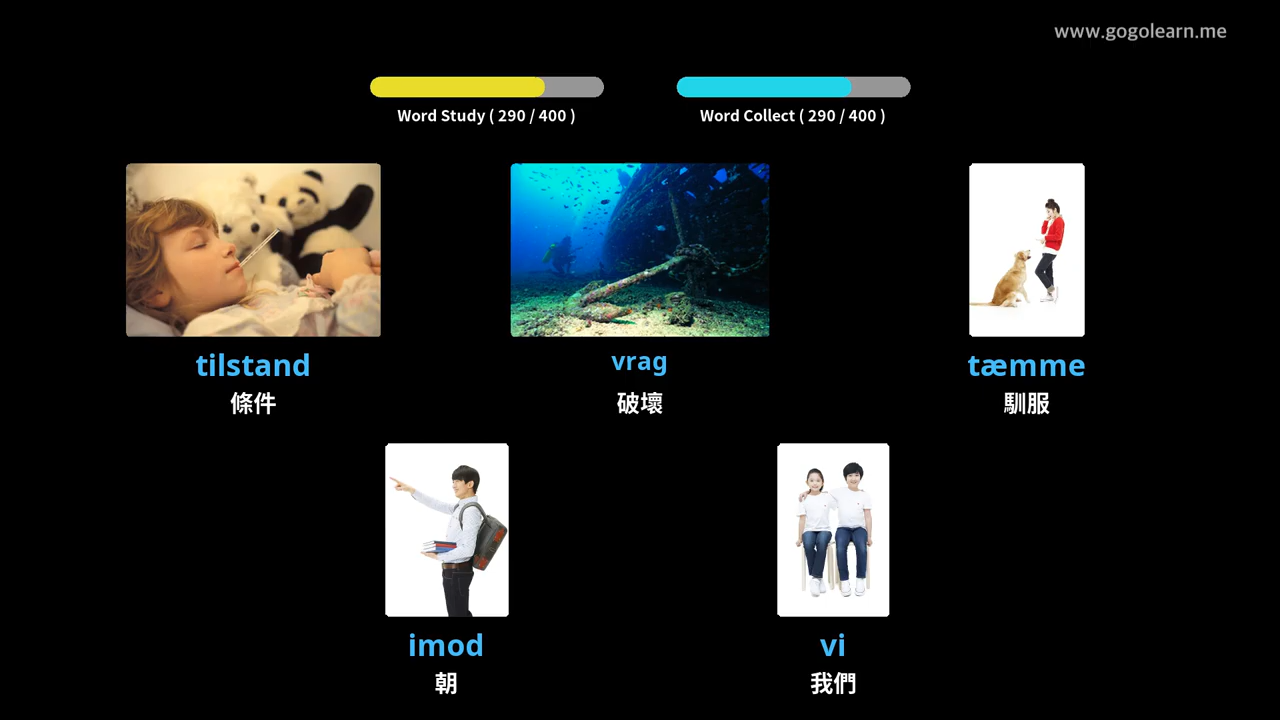 www.gogolearn.me
Word Study ( 290 / 400 )
Word Collect ( 290 / 400 )
tilstand
條件
vrag
破壞
tæmme
馴服
imod
朝
vi
我們